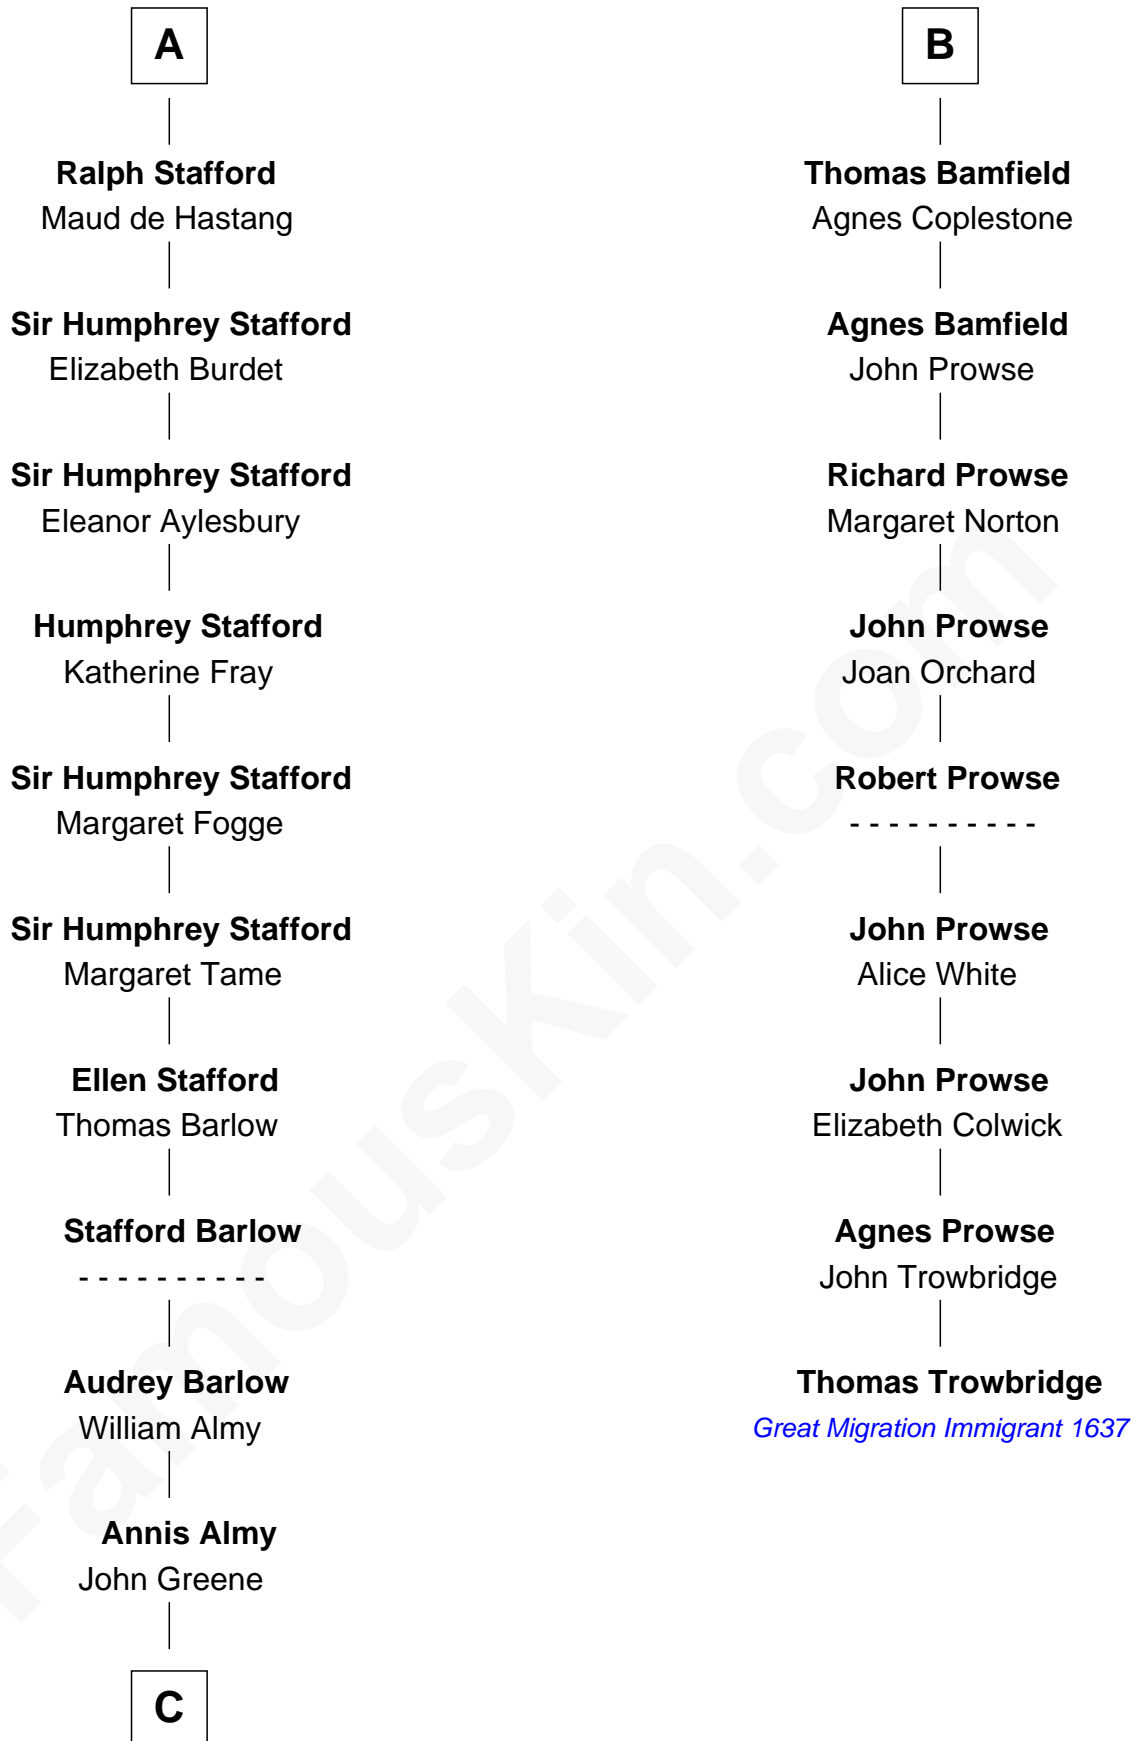 A
Ralph Stafford
Maud de Hastang
Sir Humphrey Stafford
Elizabeth Burdet
Sir Humphrey Stafford
Eleanor Aylesbury
Humphrey Stafford
Katherine Fray
Sir Humphrey Stafford
Margaret Fogge
Sir Humphrey Stafford
Margaret Tame
Ellen Stafford
Thomas Barlow
Stafford Barlow
- - - - - - - - - -
Audrey Barlow
William Almy
Annis Almy
John Greene
C
B
Thomas Bamfield
Agnes Coplestone
Agnes Bamfield
John Prowse
Richard Prowse
Margaret Norton
John Prowse
Joan Orchard
Robert Prowse
- - - - - - - - - -
John Prowse
Alice White
John Prowse
Elizabeth Colwick
Agnes Prowse
John Trowbridge
Thomas Trowbridge
Great Migration Immigrant 1637
FamousKin.com